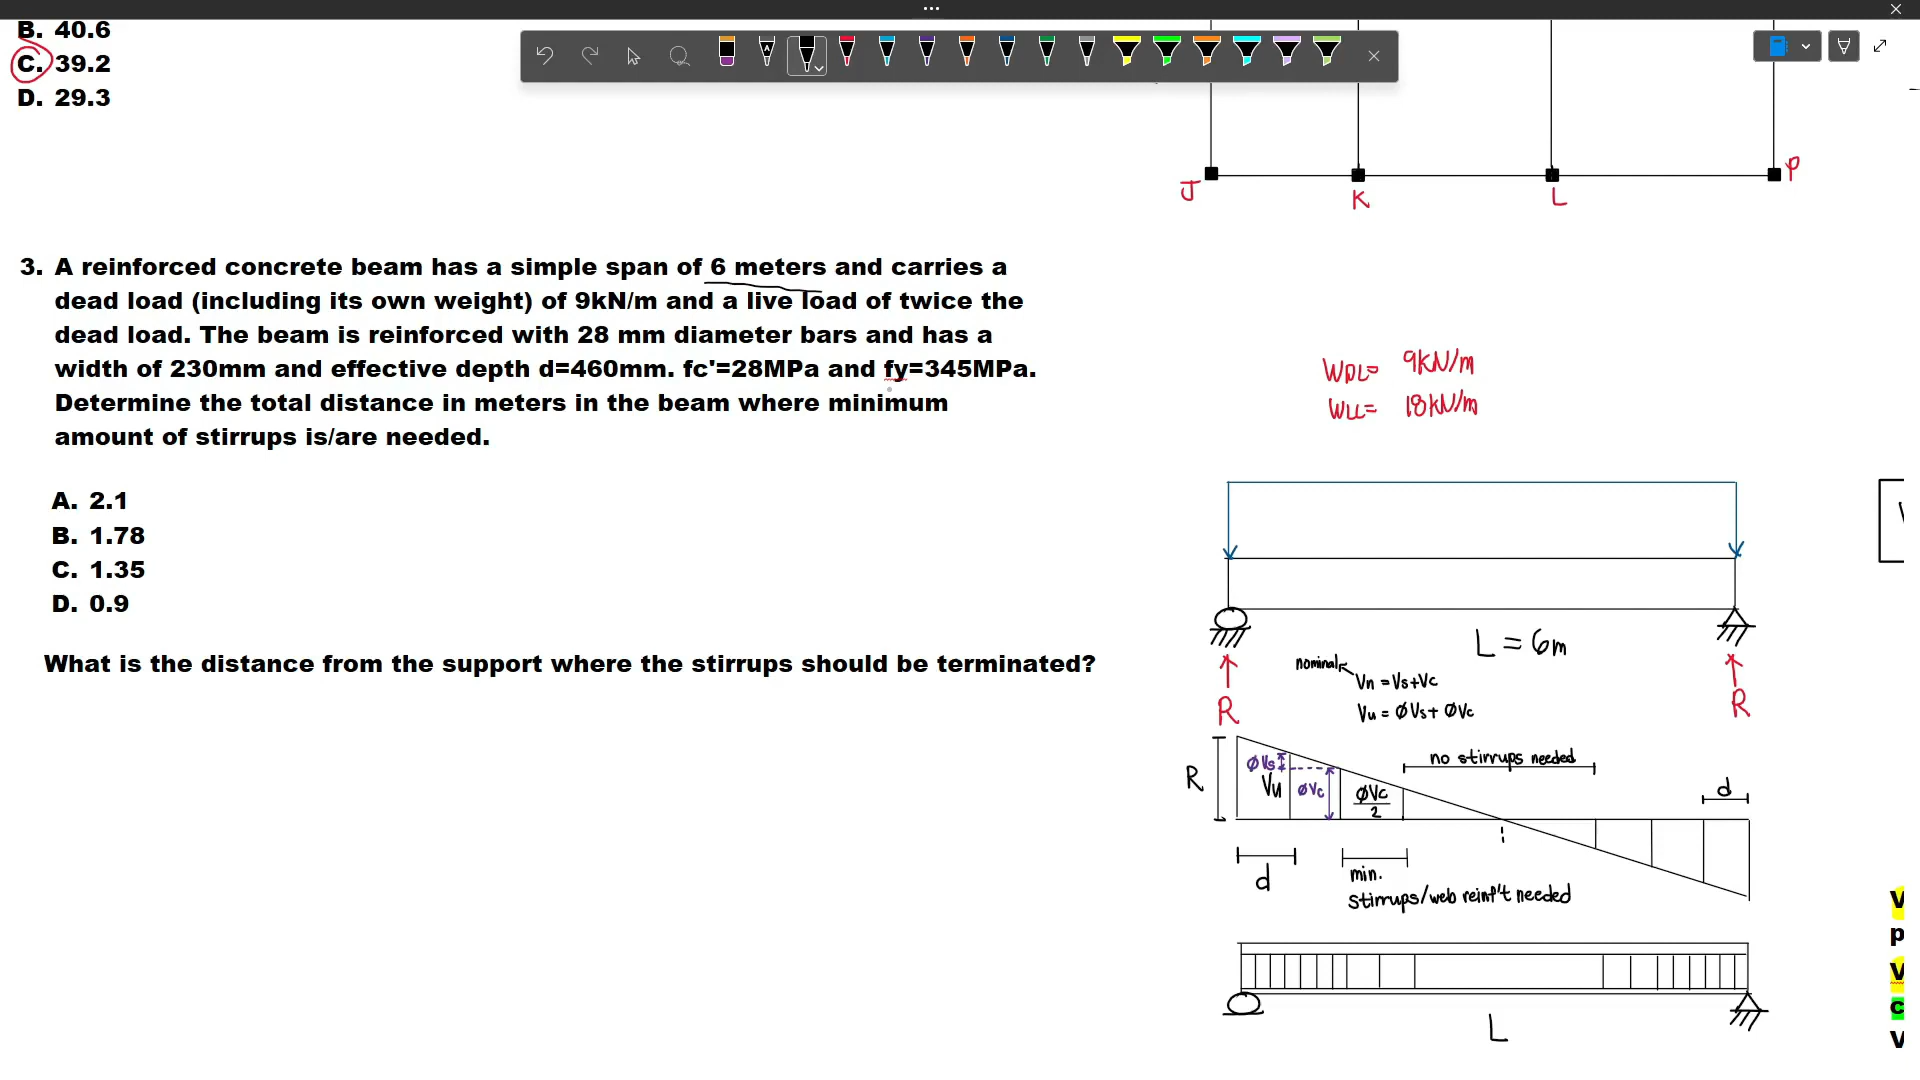 B. 40.6
C. 39.2
D. 29.3
J
K
L
P
3. A reinforced concrete beam has a simple span of 6 meters and carries a
dead load (including its own weight) of 9kN/m and a live load of twice the
dead load. The beam is reinforced with 28 mm diameter bars and has a
width of 230mm and effective depth d=460mm. fc'=28MPa and fy=345MPa.
Determine the total distance in meters in the beam where minimum
amount of stirrups is/are needed.
A. 2.1
B. 1.78
C. 1.35
D. 0.9
What is the distance from the support where the stirrups should be terminated?
WDL= 9kN/m
WLL= 18kN/m
L = 6m
R
R
nominal
Vn = Vs+Vc
Vu = ØVs+ ØVc
R
ØVs
Vu
ØVc
ØVc
2
no stirrups needed
d
d
min.
stirrups/web reinf't needed
L
V
p
V
c
V